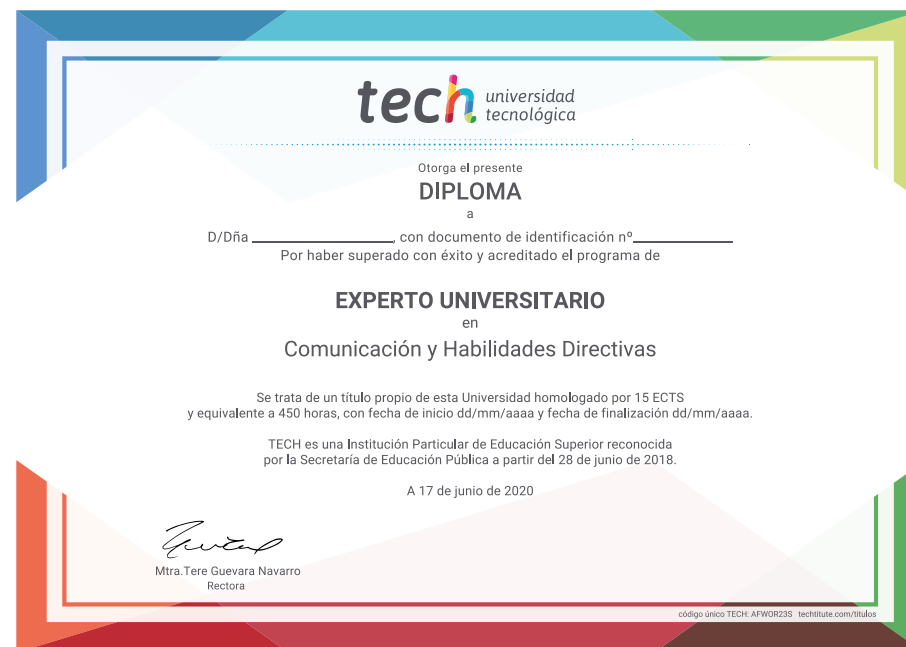 tech universidad
tecnológica
Otorga el presente
DIPLOMA
a
D/Dña , con documento de identificación nº
Por haber superado con éxito y acreditado el programa de
EXPERTO UNIVERSITARIO
en
Comunicación y Habilidades Directivas
Se trata de un título propio de esta Universidad homologado por 15 ECTS
y equivalente a 450 horas, con fecha de inicio dd/mm/aaaa y fecha de finalización dd/mm/aaaa.
TECH es una Institución Particular de Educación Superior reconocida
por la Secretaría de Educación Pública a partir del 28 de junio de 2018.
A 17 de junio de 2020
Mtra.Tere Guevara Navarro
Rectora
código único TECH: AFWOR23S techtitute.com/titulos